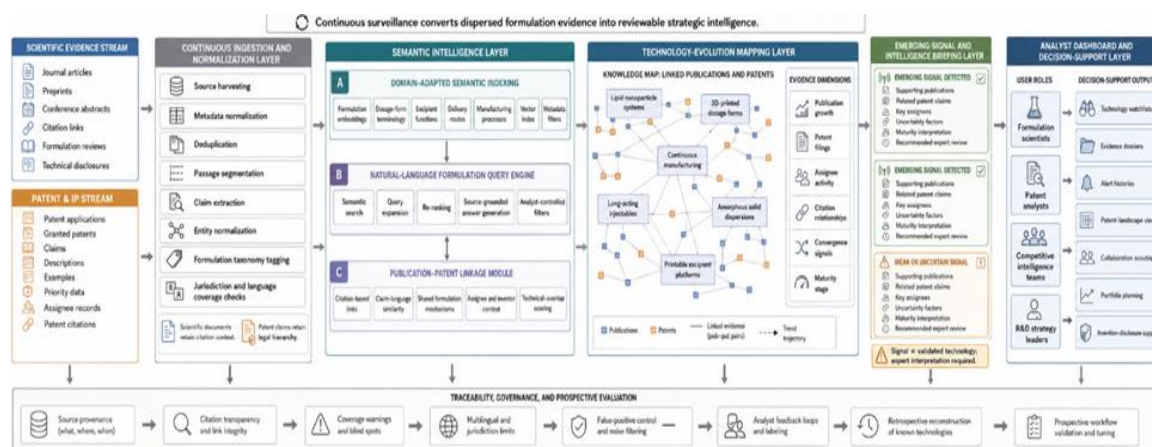 Continuous surveillance converts dispersed formulation evidence into reviewable strategic intelligence.
SCIENTIFIC EVIDENCE STREAM
Journal articles
Preprints
Conference abstracts
Citation links
Formulation reviews
Technical disclosures
PATENT & IP STREAM
Patent applications
Granted patents
Claims
Descriptions
Examples
Priority data
Assignee records
Patent citations
CONTINUOUS INGESTION AND
NORMALIZATION LAYER
Source harvesting
Metadata normalization
Deduplication
Passage segmentation
Claim extraction
Entity normalization
Formulation taxonomy tagging
Jurisdiction and language
coverage checks
Scientific documents
retain citation context.
Patent claims retain
legal hierarchy.
SEMANTIC INTELLIGENCE LAYER
A
DOMAIN-ADAPTED SEMANTIC INDEXING
Formulation
embeddings
Dosage-form
terminology
Excipient
functions
Delivery
routes
Manufacturing
processes
Vector
index
Metadata
filters
B
NATURAL-LANGUAGE FORMULATION QUERY ENGINE
Semantic
search
Query
expansion
Re-ranking
Source-grounded
answer generation
Analyst-controlled
filters
C
PUBLICATION–PATENT LINKAGE MODULE
Citation-based
links
Claim-language
similarity
Shared formulation
mechanisms
Assignee and inventor
context
Technical-overlap
scoring
TECHNOLOGY-EVOLUTION MAPPING LAYER
KNOWLEDGE MAP: LINKED PUBLICATIONS AND PATENTS
Lipid nanoparticle
systems
3D-printed
dosage forms
Continuous
manufacturing
Long-acting
injectables
Amorphous solid
dispersions
Printable excipient
platforms
Publications
Patents
Linked evidence
(pub–pat pairs)
Trend
trajectory
EVIDENCE DIMENSIONS
Publication
growth
Patent
filings
Assignee
activity
Citation
relationships
Convergence
signals
Maturity
stage
EMERGING-SIGNAL AND
INTELLIGENCE BRIEFING LAYER
EMERGING SIGNAL DETECTED
Supporting publications
Related patent claims
Key assignees
Uncertainty factors
Maturity interpretation
Recommended expert review
EMERGING SIGNAL DETECTED
Supporting publications
Related patent claims
Key assignees
Uncertainty factors
Maturity interpretation
Recommended expert review
WEAK OR UNCERTAIN SIGNAL
Supporting publications
Related patent claims
Key assignees
Uncertainty factors
Maturity interpretation
Recommended expert review
Signal ≠ validated technology;
expert interpretation required.
ANALYST DASHBOARD AND
DECISION-SUPPORT LAYER
USER ROLES
Formulation
scientists
Patent
analysts
Competitive
intelligence
teams
R&D strategy
leaders
DECISION-SUPPORT OUTPUT
Technology watchlists
Evidence dossiers
Alert histories
Patent-landscape view
Collaboration scouting
Portfolio planning
Invention disclosure supp
TRACEABILITY, GOVERNANCE, AND PROSPECTIVE EVALUATION
Source provenance
(what, where, when)
Citation transparency
and link integrity
Coverage warnings
and blind spots
Multilingual and
jurisdiction limits
False-positive control
and noise filtering
Analyst feedback loops
and labeling
Retrospective reconstruction
of known technologies
Prospective workflow
validation and tuning